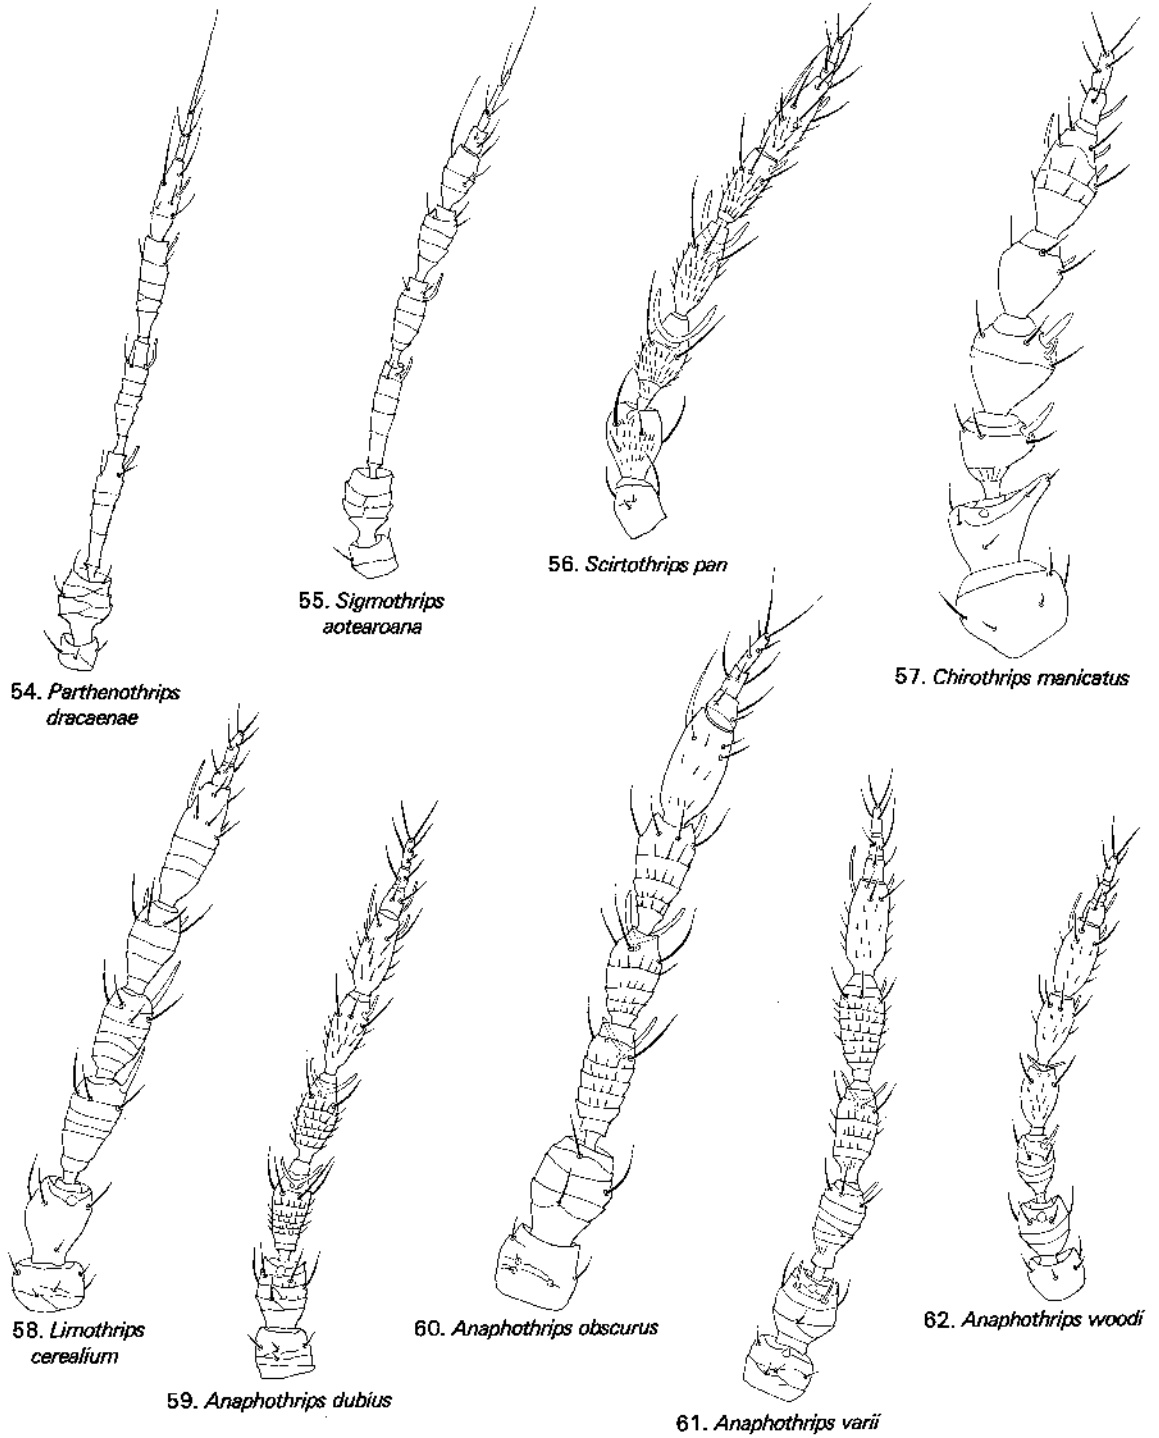 54. Parthenothrips
dracaenae
55. Sigmothrips
aotearoana
56. Scirtothrips pan
57. Chirothrips manicatus
58. Limothrips
cerealium
59. Anaphothrips dubius
60. Anaphothrips obscurus
61. Anaphothrips varii
62. Anaphothrips woodi